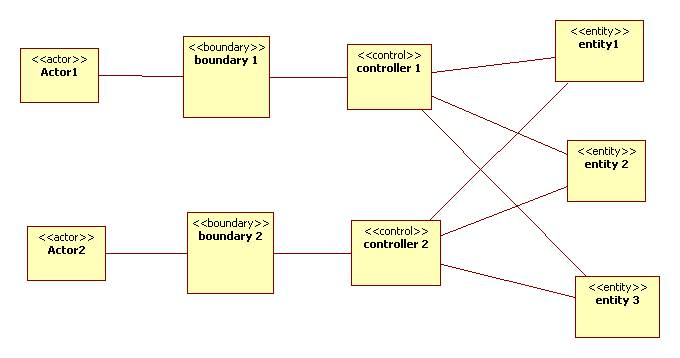 <<actor>>
Actor1
<<boundary>>
boundary 1
<<control>>
controller 1
<<entity>>
entity1
<<entity>>
entity 2
<<actor>>
Actor2
<<boundary>>
boundary 2
<<control>>
controller 2
<<entity>>
entity 3